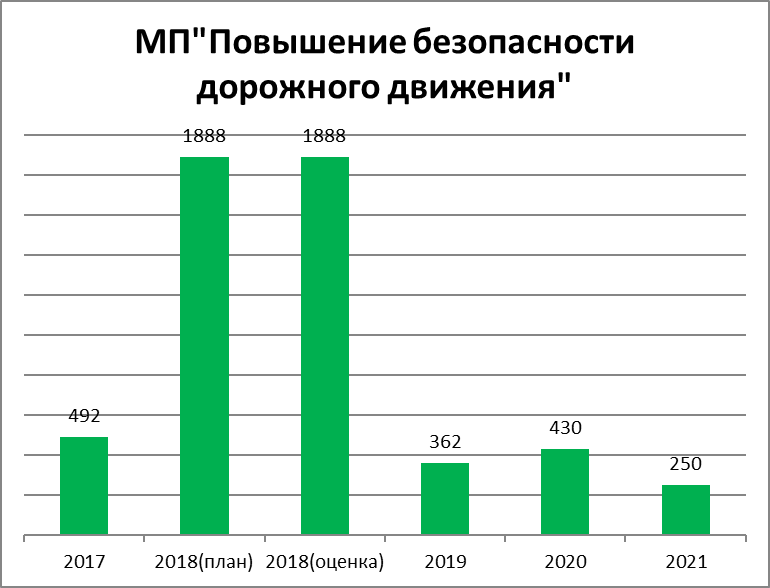 МП"Повышение безопасности
дорожного движения"
1888 1888
492
362
430
250
2017 2018(план) 2018(оценка) 2019 2020 2021